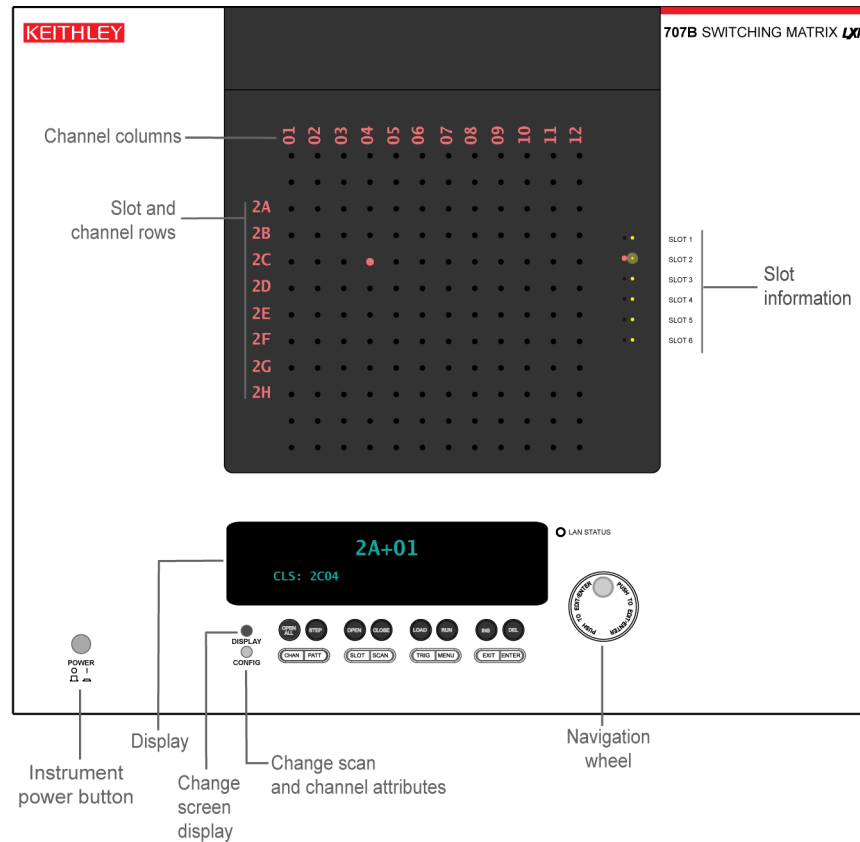 KEITHLEY
707B SWITCHING MATRIX LXI
Channel columns
01 02 03 04 05 06 07 08 09 10 11 12
Slot and
channel rows
2A
2B
2C
2D
2E
2F
2G
2H
SLOT 1
SLOT 2
SLOT 3
SLOT 4
SLOT 5
SLOT 6
Slot
information
2A+01
CLS: 2C04
LAN STATUS
PUSH TO EDIT-ENTER
PUSH TO EDIT-ENTER
DISPLAY
CONFIG
OPEN ALL STEP OPEN CLOSE LOAD RUN INS DEL
CHAN PATT SLOT SCAN TRIG MENU EXIT ENTER
POWER
O I
Display
Instrument
power button
Change
screen
display
Change scan
and channel attributes
Navigation
wheel